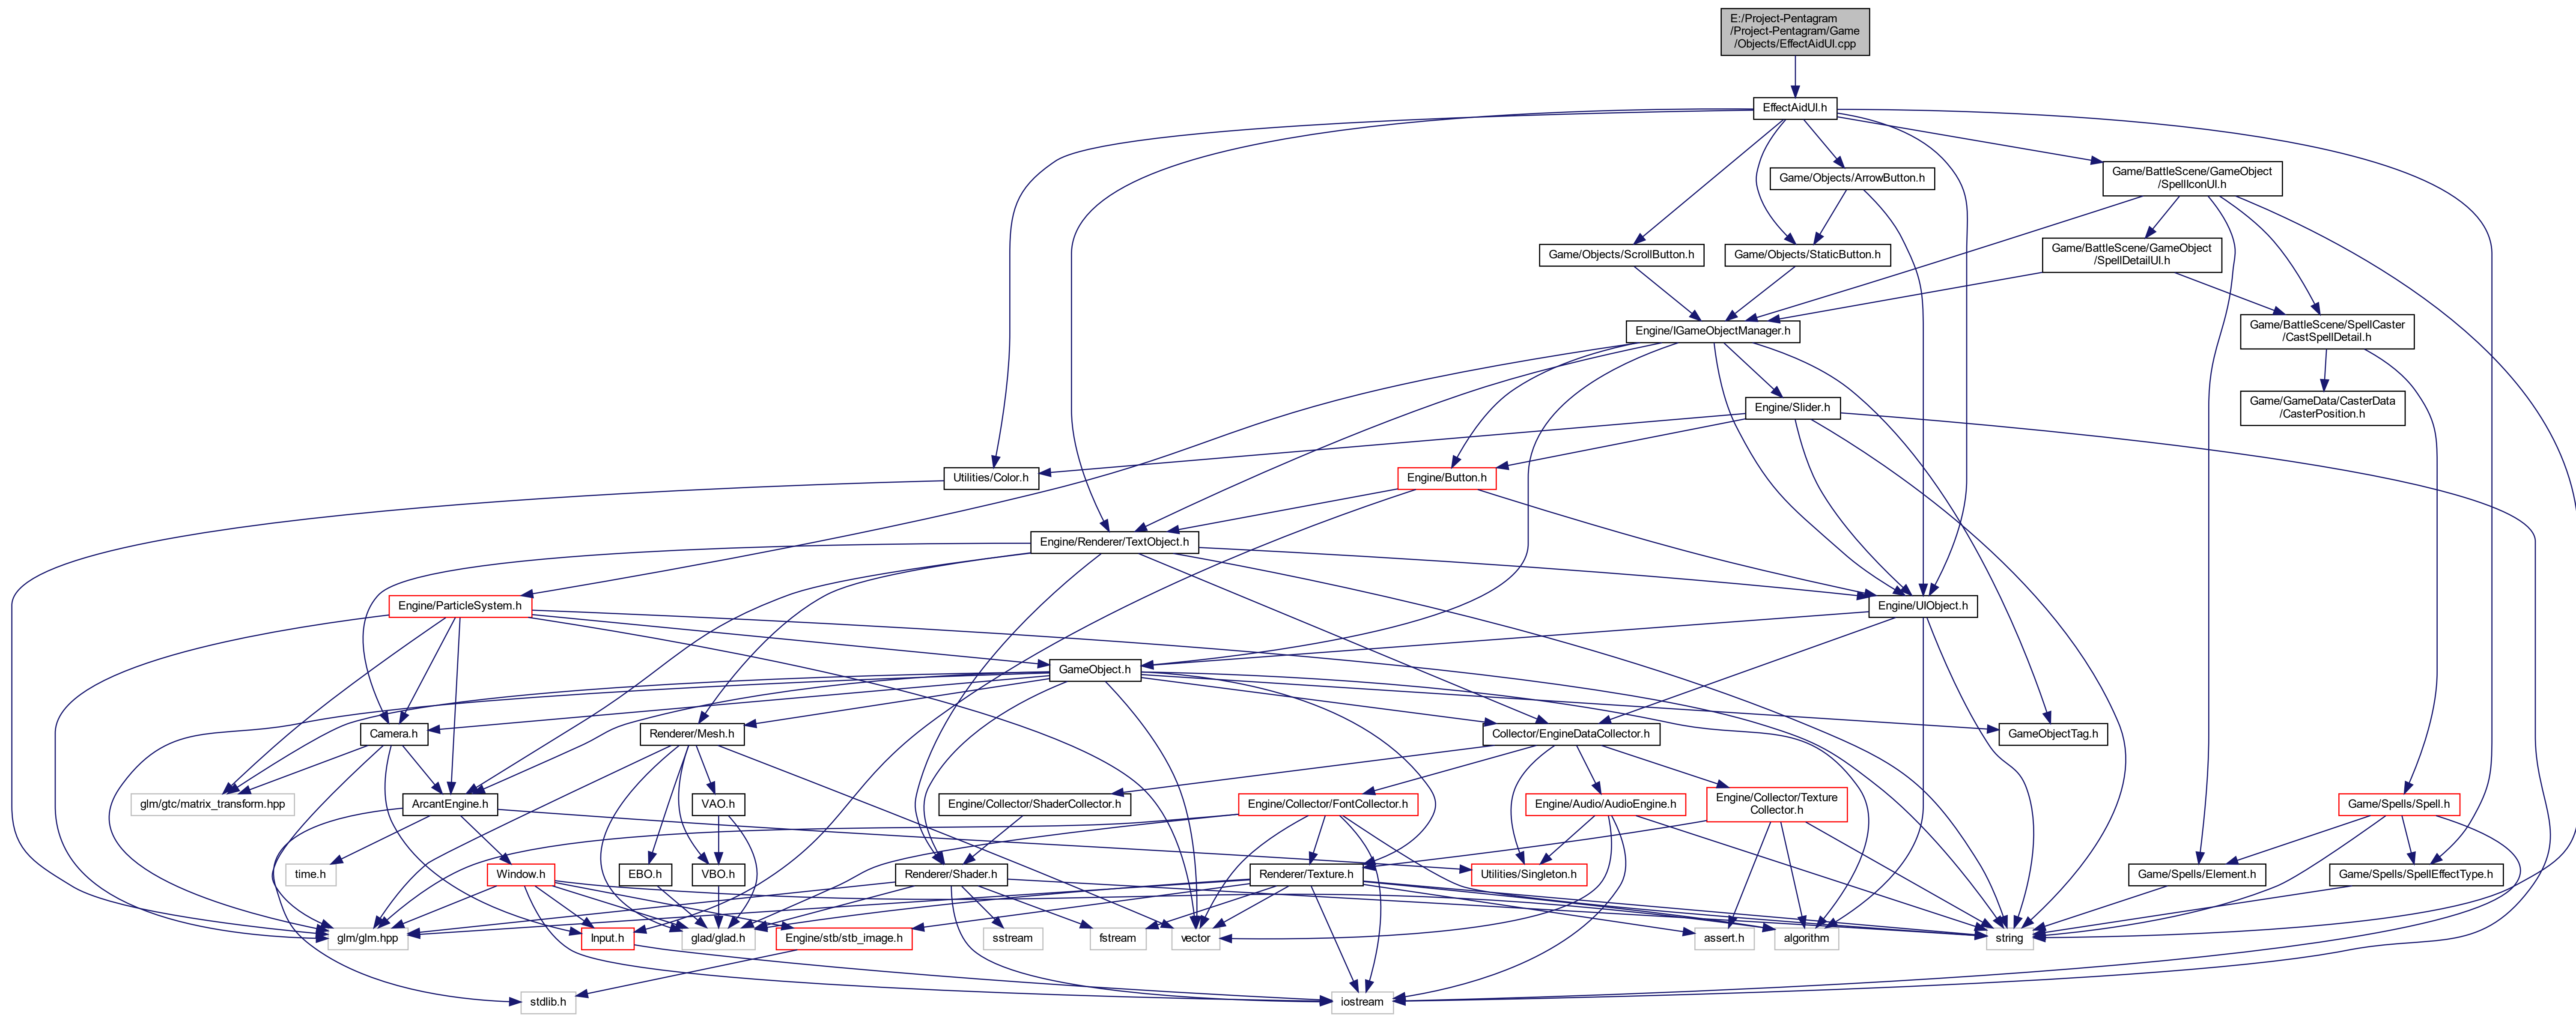 E:/Project-Pentagram
/Project-Pentagram/Game
/Objects/EffectAidUI.cpp
EffectAidUI.h
Game/BattleScene/GameObject
/SpellIconUI.h
Game/Objects/ArrowButton.h
Game/Objects/ScrollButton.h
Game/Objects/StaticButton.h
Game/BattleScene/GameObject
/SpellDetailUI.h
Engine/IGameObjectManager.h
Game/BattleScene/SpellCaster
/CastSpellDetail.h
Engine/Slider.h
Game/GameData/CasterData
/CasterPosition.h
Utilities/Color.h
Engine/Button.h
Engine/Renderer/TextObject.h
Engine/ParticleSystem.h
Engine/UIObject.h
GameObject.h
Camera.h
Renderer/Mesh.h
Collector/EngineDataCollector.h
GameObjectTag.h
glm/gtc/matrix_transform.hpp
ArcantEngine.h
VAO.h
Engine/Collector/ShaderCollector.h
Engine/Collector/FontCollector.h
Engine/Audio/AudioEngine.h
Engine/Collector/Texture
Collector.h
Game/Spells/Spell.h
time.h
Window.h
EBO.h
VBO.h
Renderer/Shader.h
Renderer/Texture.h
Utilities/Singleton.h
Game/Spells/Element.h
Game/Spells/SpellEffectType.h
glm/glm.hpp
Input.h
glad/glad.h
Engine/stb/stb_image.h
sstream
fstream
vector
assert.h
algorithm
string
stdlib.h
iostream